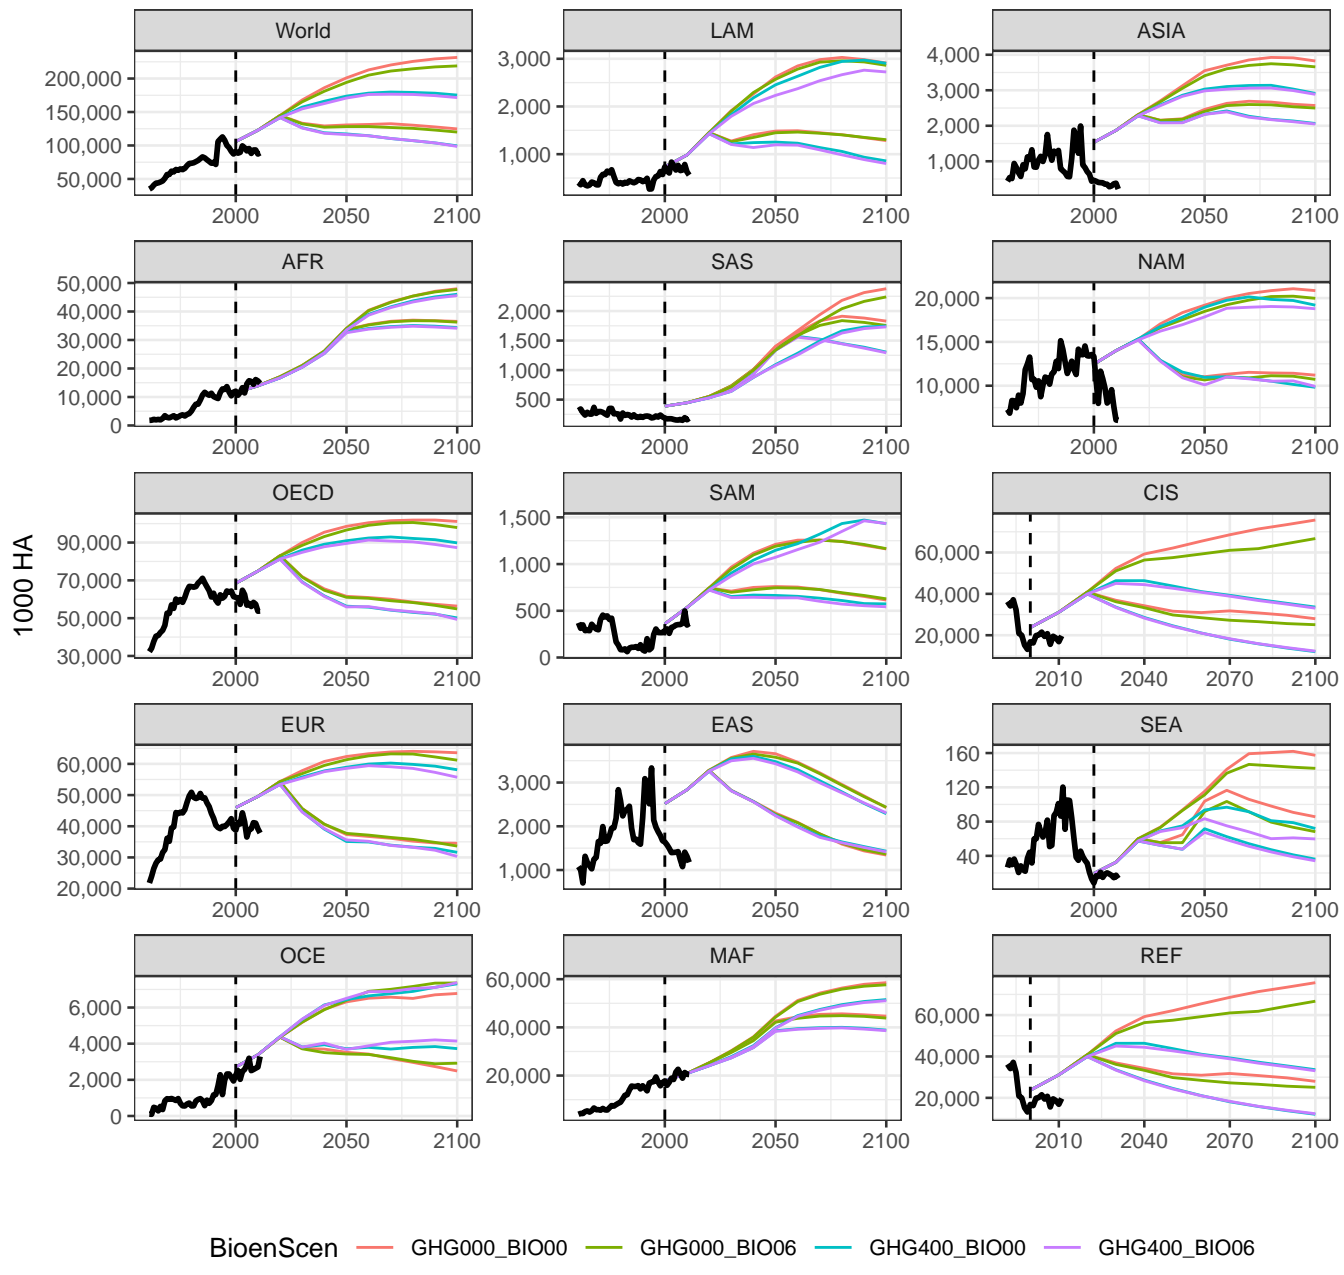 World
LAM
ASIA
200,000
150,000
100,000
50,000
3,000
2,000
1,000
4,000
3,000
2,000
1,000
2000 2050 2100
2000 2050 2100
2000 2050 2100
AFR
SAS
NAM
50,000
40,000
30,000
20,000
10,000
0
2,000
1,500
1,000
500
20,000
15,000
10,000
2000 2050 2100
2000 2050 2100
2000 2050 2100
1000 HA
OECD
SAM
CIS
90,000
70,000
50,000
30,000
1,500
1,000
500
0
60,000
40,000
20,000
2000 2050 2100
2000 2050 2100
2010 2040 2070 2100
EUR
EAS
SEA
60,000
50,000
40,000
30,000
20,000
3,000
2,000
1,000
160
120
80
40
2000 2050 2100
2000 2050 2100
2000 2050 2100
OCE
MAF
REF
6,000
4,000
2,000
0
60,000
40,000
20,000
60,000
40,000
20,000
2000 2050 2100
2000 2050 2100
2010 2040 2070 2100
BioenScen GHG000_BIO00 GHG000_BIO06 GHG400_BIO00 GHG400_BIO06